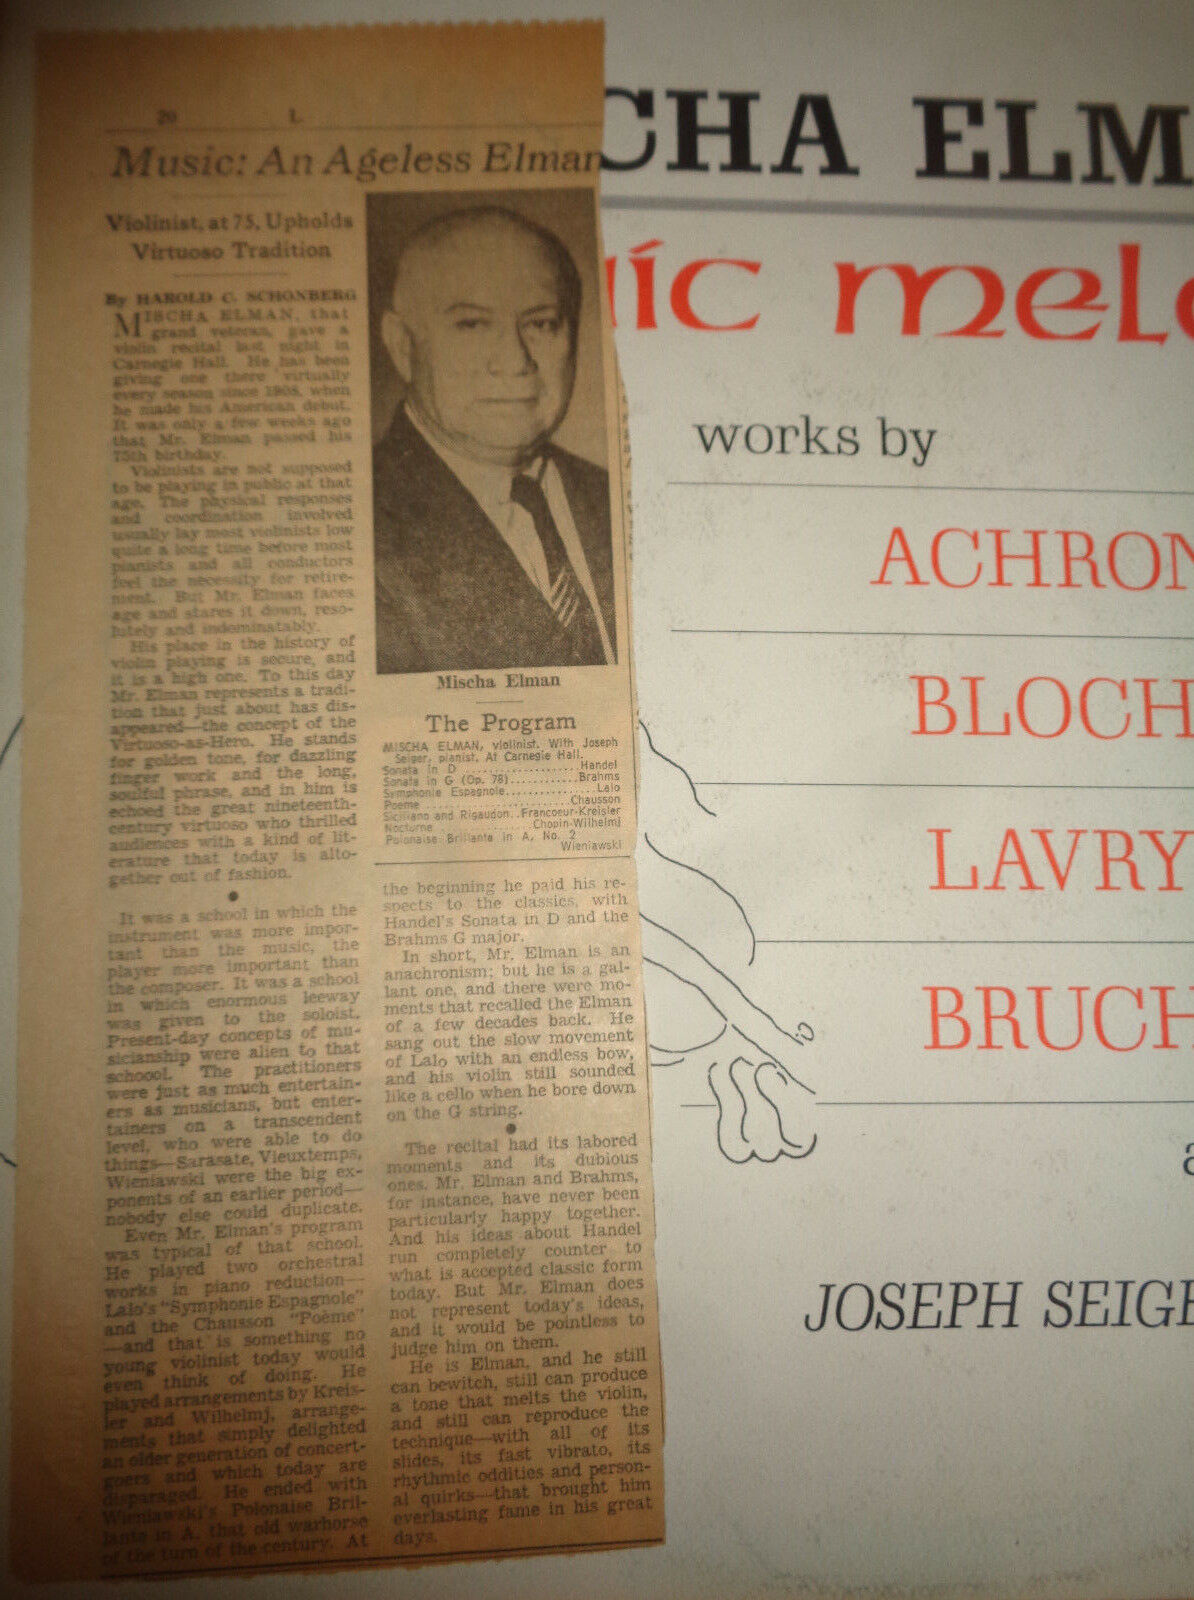 20 L
Music: An Ageless Elman
Violinist, at 75, Upholds
Virtuoso Tradition
By HAROLD C. SCHONBERG
MISCHA ELMAN, that
grand veteran, gave a
violin recital last night in
Carnegie Hall. He has been
giving one there virtually
every season since 1908, when
he made his American debut.
It was only a few weeks ago
that Mr. Elman passed his
75th birthday.
Violinists are not supposed
to be playing in public at that
age. The physical responses
and coordination involved
usually lay most violinists low
quite a long time before most
pianists and all conductors
feel the necessity for retire-
ment. But Mr. Elman faces
age and stares it down, reso-
lutely and indominatably.
His place in the history of
violin playing is secure, and
it is a high one. To this day
Mr. Elman represents a tradi-
tion that just about has dis-
appeared—the concept of the
Virtuoso-as-Hero. He stands
for golden tone, for dazzling
finger work and the long,
soulful phrase, and in him is
echoed the great nineteenth-
century virtuoso who thrilled
audiences with a kind of lit-
erature that today is alto-
gether out of fashion.
It was a school in which the
instrument was more impor-
tant than the music, the
player more important than
the composer. It was a school
in which enormous leeway
was given to the soloist.
Present-day concepts of mu-
sicianship were alien to that
schoool. The practitioners
were just as much entertain-
ers as musicians, but enter-
tainers on a transcendent
level, who were able to do
things—Sarasate, Vieuxtemps,
Wieniawski were the big ex-
ponents of an earlier period—
nobody else could duplicate.
Even Mr. Elman's program
was typical of that school.
He played two orchestral
works in piano reduction—
Lalo's "Symphonie Espagnole"
and the Chausson "Poème"
—and that is something no
young violinist today would
even think of doing. He
played arrangements by Kreis-
ler and Wilhelmj, arrange-
ments that simply delighted
an older generation of concert-
goers and which today are
disparaged. He ended with
Wieniawski's Polonaise Bril-
lante in A, that old warhorse
of the turn of the century. At
Mischa Elman
The Program
MISCHA ELMAN, violinist. With Joseph
Seiger, pianist. At Carnegie Hall.
Sonata in D ....................Handel
Sonata in G (Op. 78)............Brahms
Symphonie Espagnole...............Lalo
Poeme .........................Chausson
Siciliano and Rigaudon..Francoeur-Kreisler
Nocturne ...............Chopin-Wilhelmj
Polonaise Brillante in A, No. 2
Wieniawski
the beginning he paid his re-
spects to the classics, with
Handel's Sonata in D and the
Brahms G major.
In short, Mr. Elman is an
anachronism; but he is a gal-
lant one, and there were mo-
ments that recalled the Elman
of a few decades back. He
sang out the slow movement
of Lalo with an endless bow,
and his violin still sounded
like a cello when he bore down
on the G string.
The recital had its labored
moments and its dubious
ones. Mr. Elman and Brahms,
for instance, have never been
particularly happy together.
And his ideas about Handel
run completely counter to
what is accepted classic form
today. But Mr. Elman does
not represent today's ideas,
and it would be pointless to
judge him on them.
He is Elman, and he still
can bewitch, still can produce
a tone that melts the violin,
and still can reproduce the
technique—with all of its
slides, its fast vibrato, its
rhythmic oddities and person-
al quirks—that brought him
everlasting fame in his great
days.
CHA ELM
ic melo
works by
ACHRON
BLOCH
LAVRY
BRUCH
a
JOSEPH SEIGE